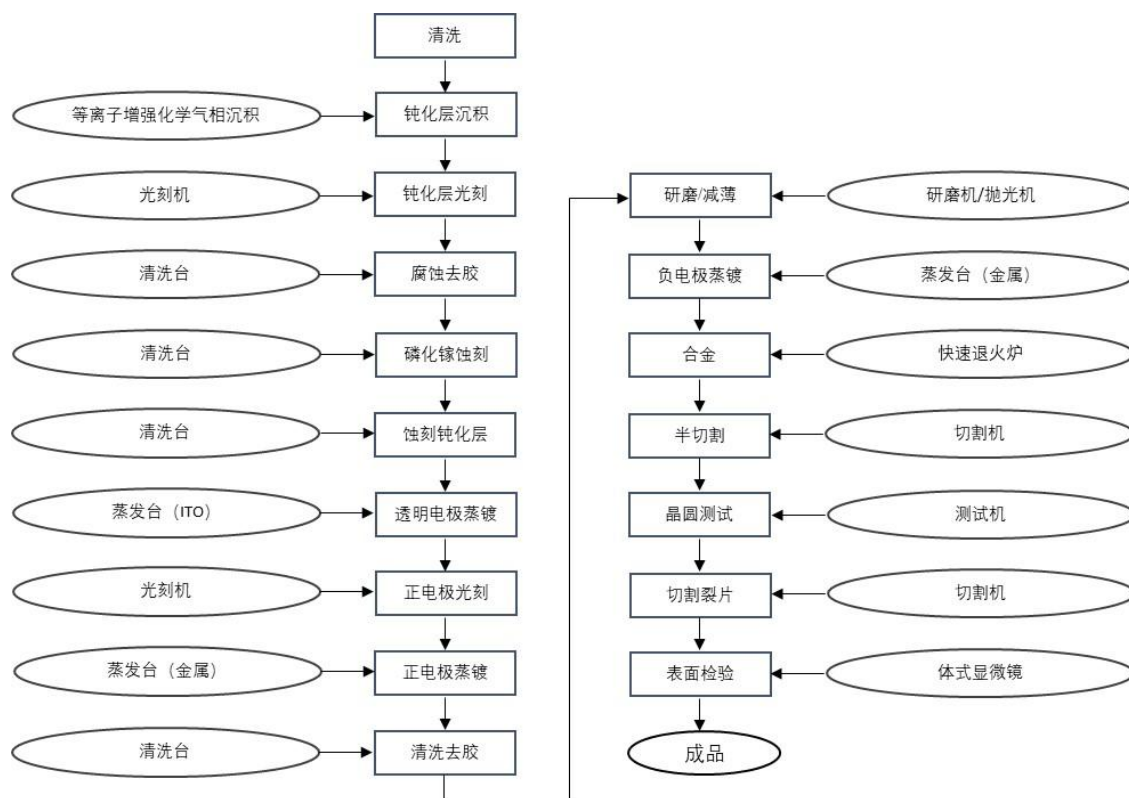 清洗
等离子增强化学气相沉积
钝化层沉积
光刻机
钝化层光刻
清洗台
腐蚀去胶
清洗台
磷化镓蚀刻
清洗台
蚀刻钝化层
蒸发台（ITO）
透明电极蒸镀
光刻机
正电极光刻
蒸发台（金属）
正电极蒸镀
清洗台
清洗去胶
研磨/减薄
研磨机/抛光机
负电极蒸镀
蒸发台（金属）
合金
快速退火炉
半切割
切割机
晶圆测试
测试机
切割裂片
切割机
表面检验
体式显微镜
成品